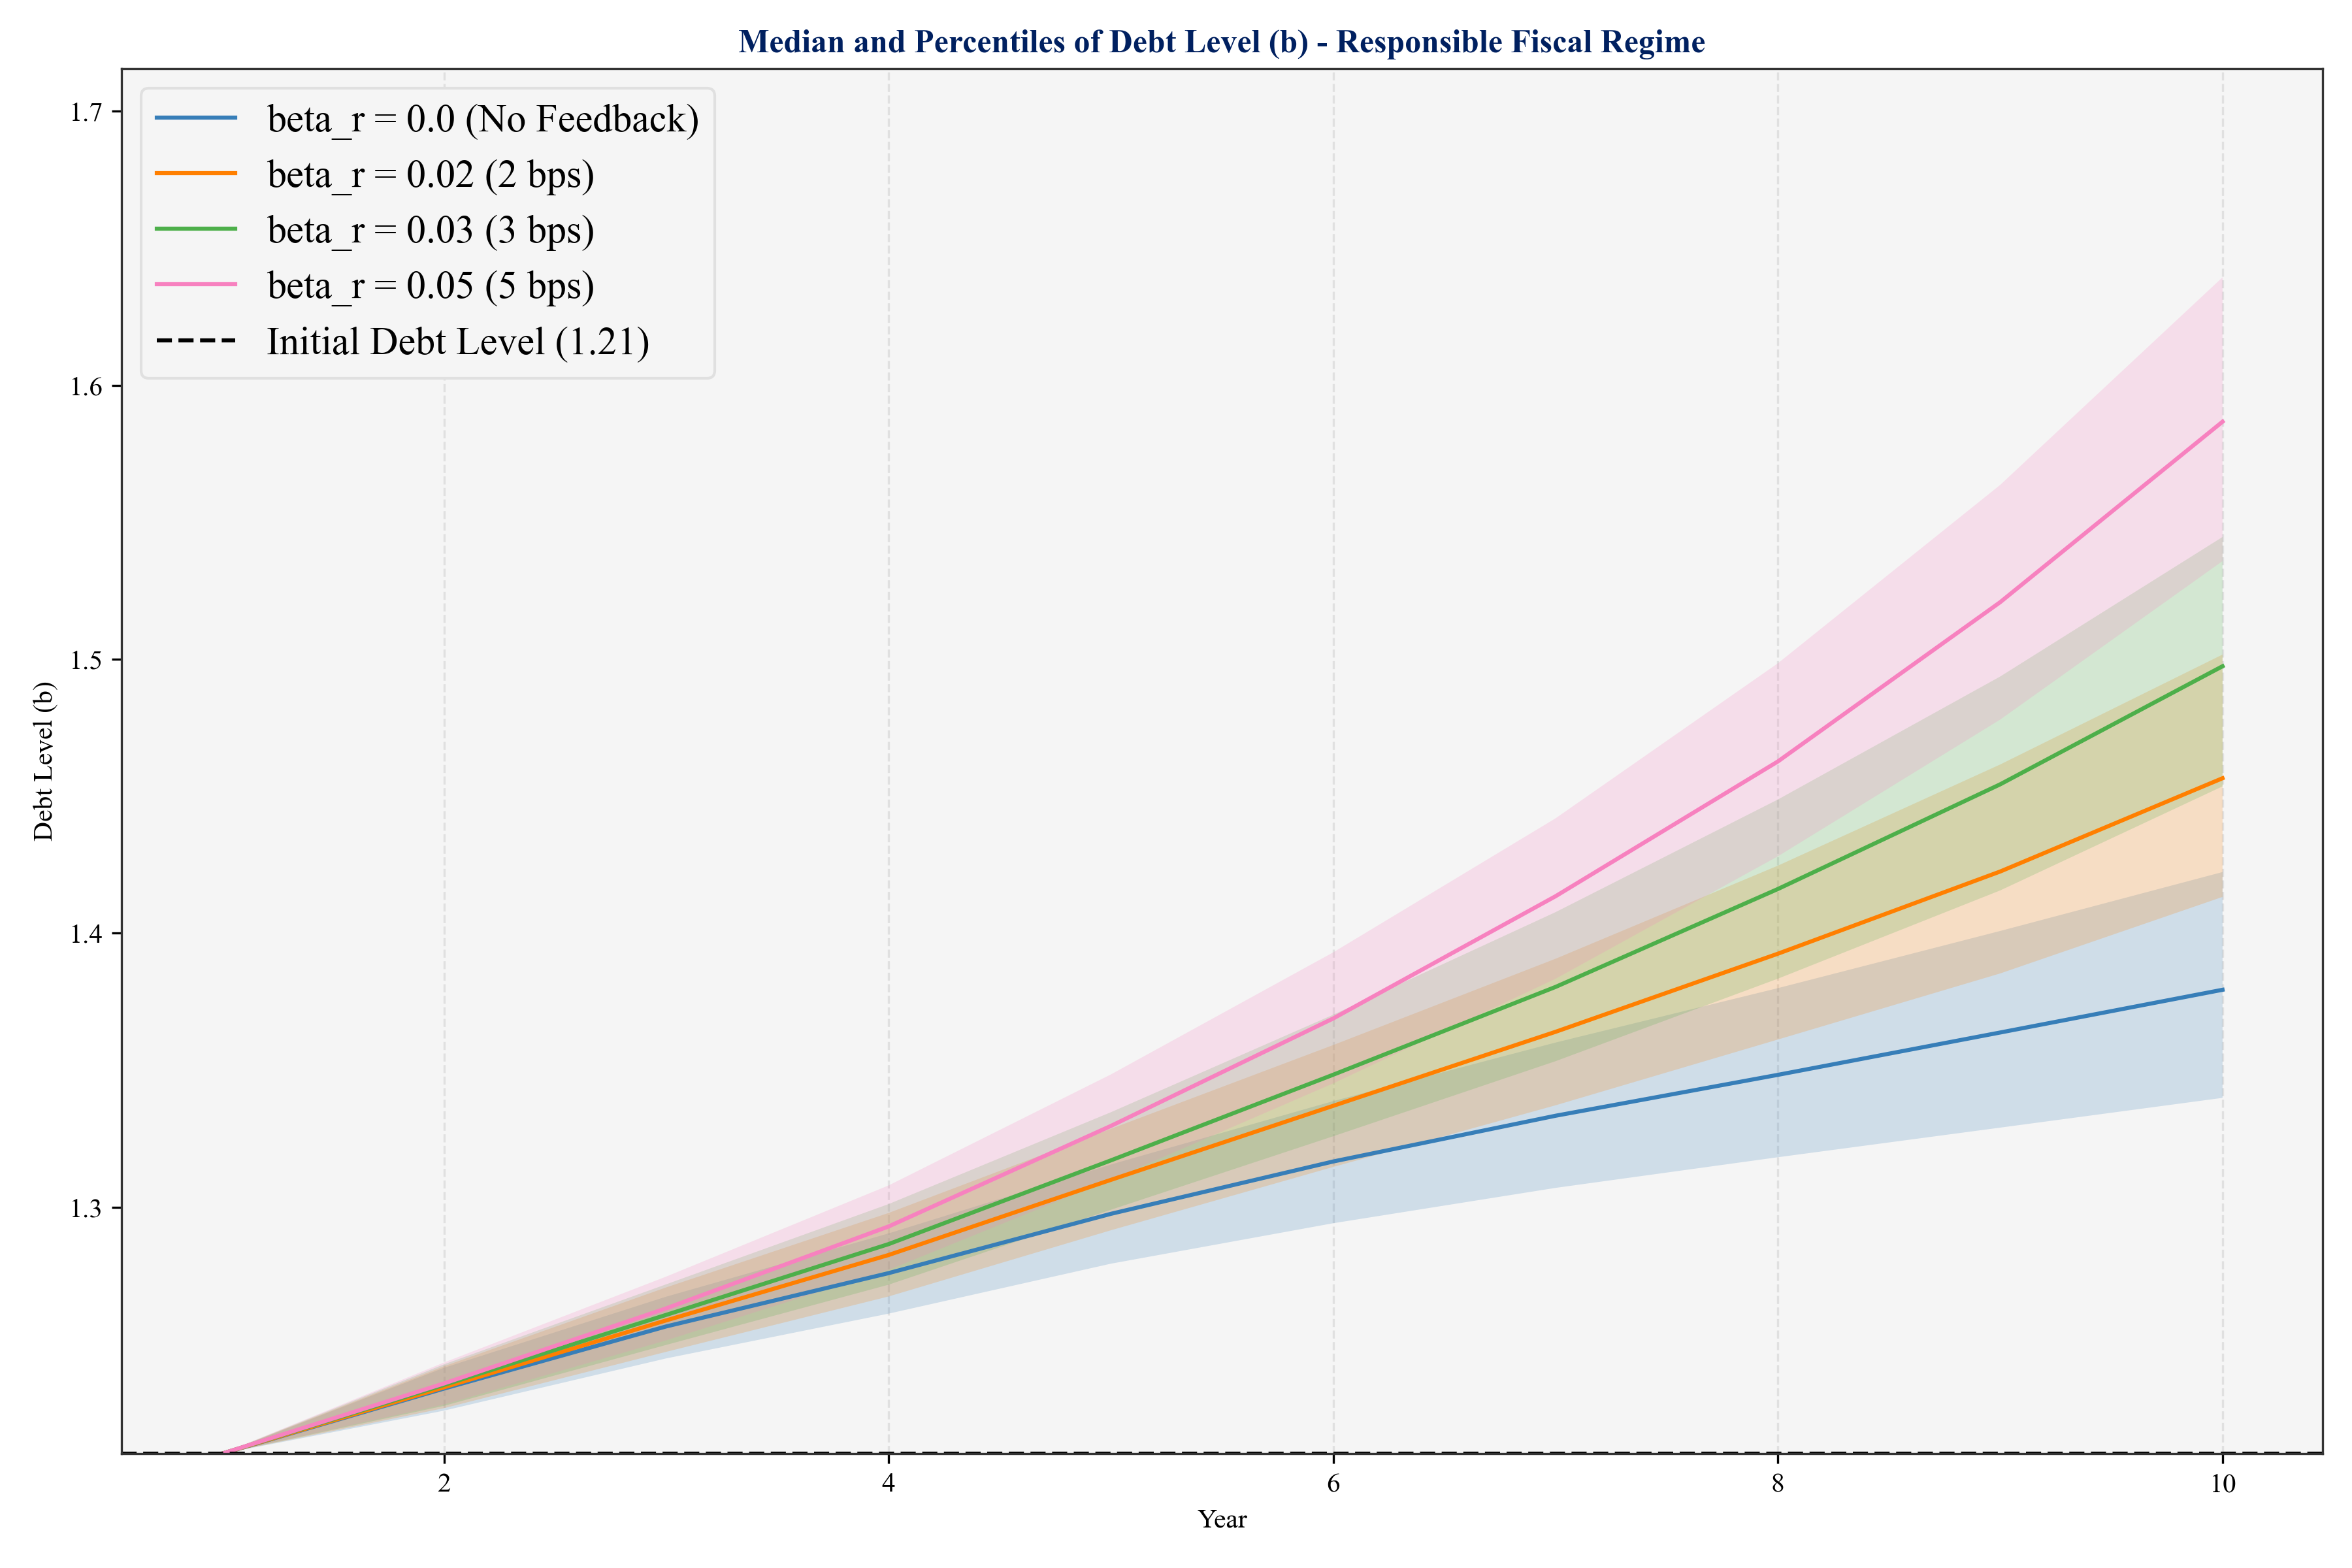 Median and Percentiles of Debt Level (b) - Responsible Fiscal Regime
beta_r = 0.0 (No Feedback)
beta_r = 0.02 (2 bps)
beta_r = 0.03 (3 bps)
beta_r = 0.05 (5 bps)
Initial Debt Level (1.21)
1.7
1.6
1.5
1.4
1.3
Debt Level (b)
2
4
6
8
10
Year